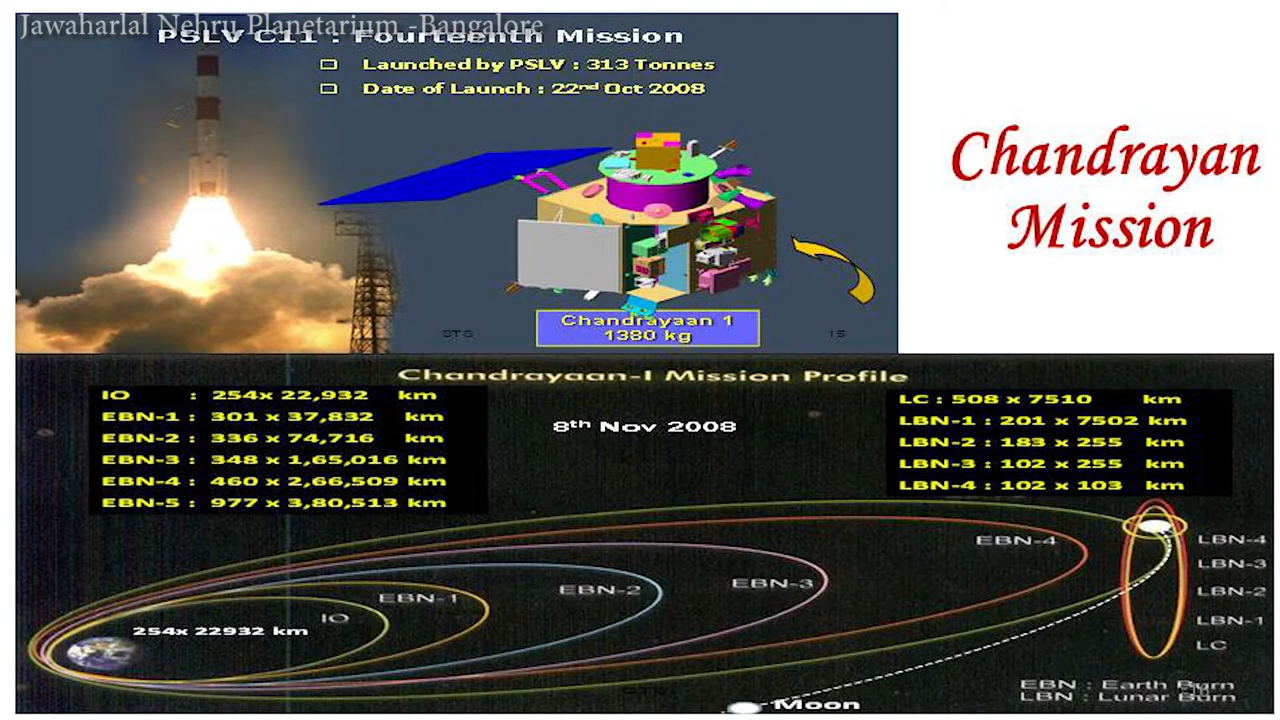 Jawaharlal Nehru Planetarium -Bangalore
PSLV C11 : Fourteenth Mission
Launched by PSLV : 313 Tonnes
Date of Launch : 22nd Oct 2008
Chandrayan
Mission
Chandrayaan 1
1380 kg
15
Chandrayaan-I Mission Profile
IO : 254x 22,932 km
EBN-1 : 301 x 37,832 km
EBN-2 : 336 x 74,716 km
EBN-3 : 348 x 1,65,016 km
EBN-4 : 460 x 2,66,509 km
EBN-5 : 977 x 3,80,513 km
8th Nov 2008
LC : 508 x 7510 km
LBN-1 : 201 x 7502 km
LBN-2 : 183 x 255 km
LBN-3 : 102 x 255 km
LBN-4 : 102 x 103 km
EBN-4
EBN-3
EBN-2
EBN-1
IO
254x 22932 km
LBN-4
LBN-3
LBN-2
LBN-1
LC
EBN : Earth Burn
LBN : Lunar Burn
Moon